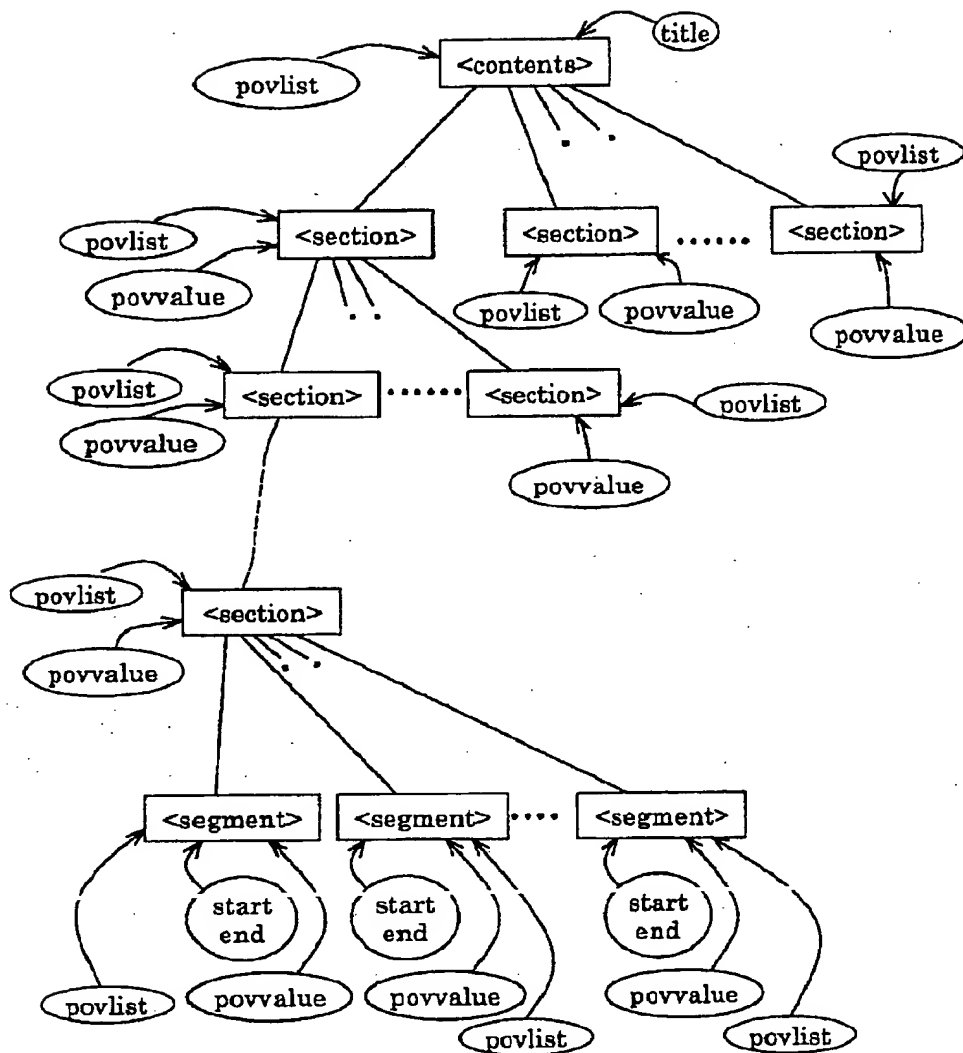 title
<contents>
povlist
povlist
povlist
<section>
<section>
<section>
povvalue
povlist
povvalue
povvalue
povlist
<section>
<section>
povlist
povvalue
povvalue
povlist
<section>
povvalue
<segment>
<segment>
<segment>
start
end
start
end
start
end
povlist
povvalue
povvalue
povlist
povvalue
povlist